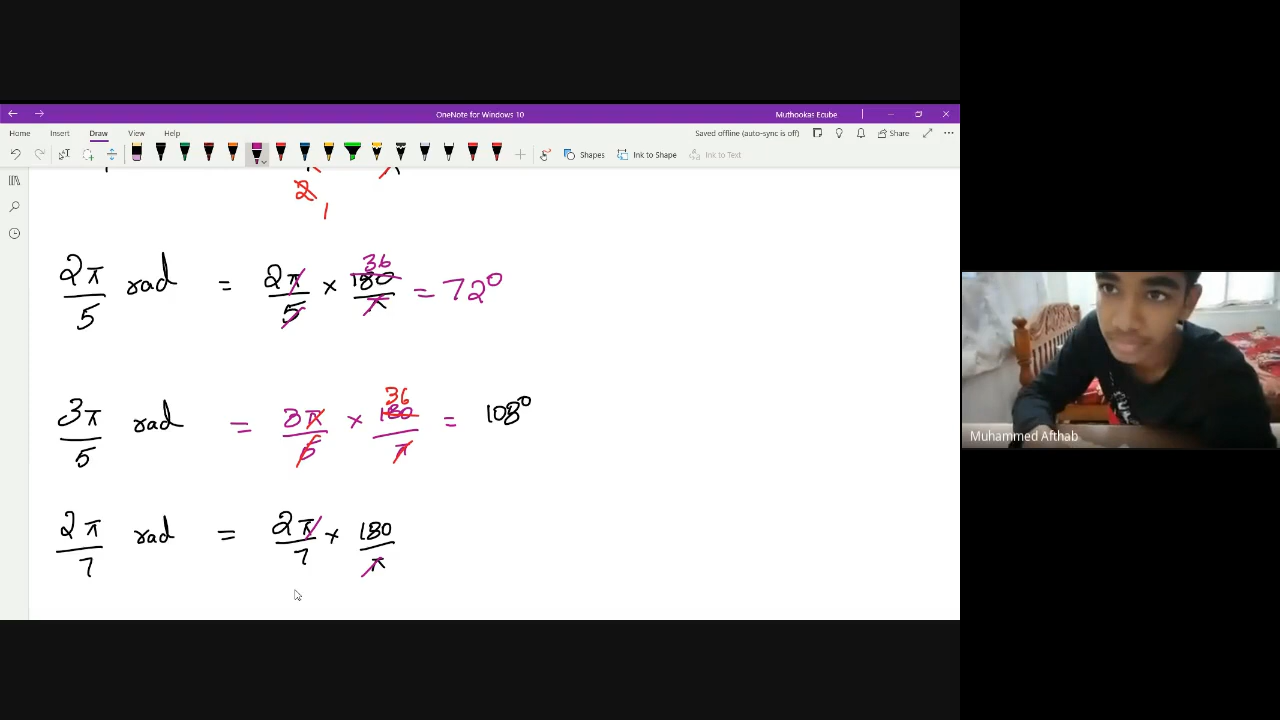 OneNote for Windows 10
Muthookas Ecube
Home Insert Draw View Help
Saved offline (auto-sync is off)
Share
Shapes
Ink to Shape
Ink to Text
2
1
2π/5 rad = 2π/5 × 180/π = 72°
36
3π/5 rad = 3π/5 × 180/π = 108°
36
2π/7 rad = 2π/7 × 180/π
Muhammed Afthab